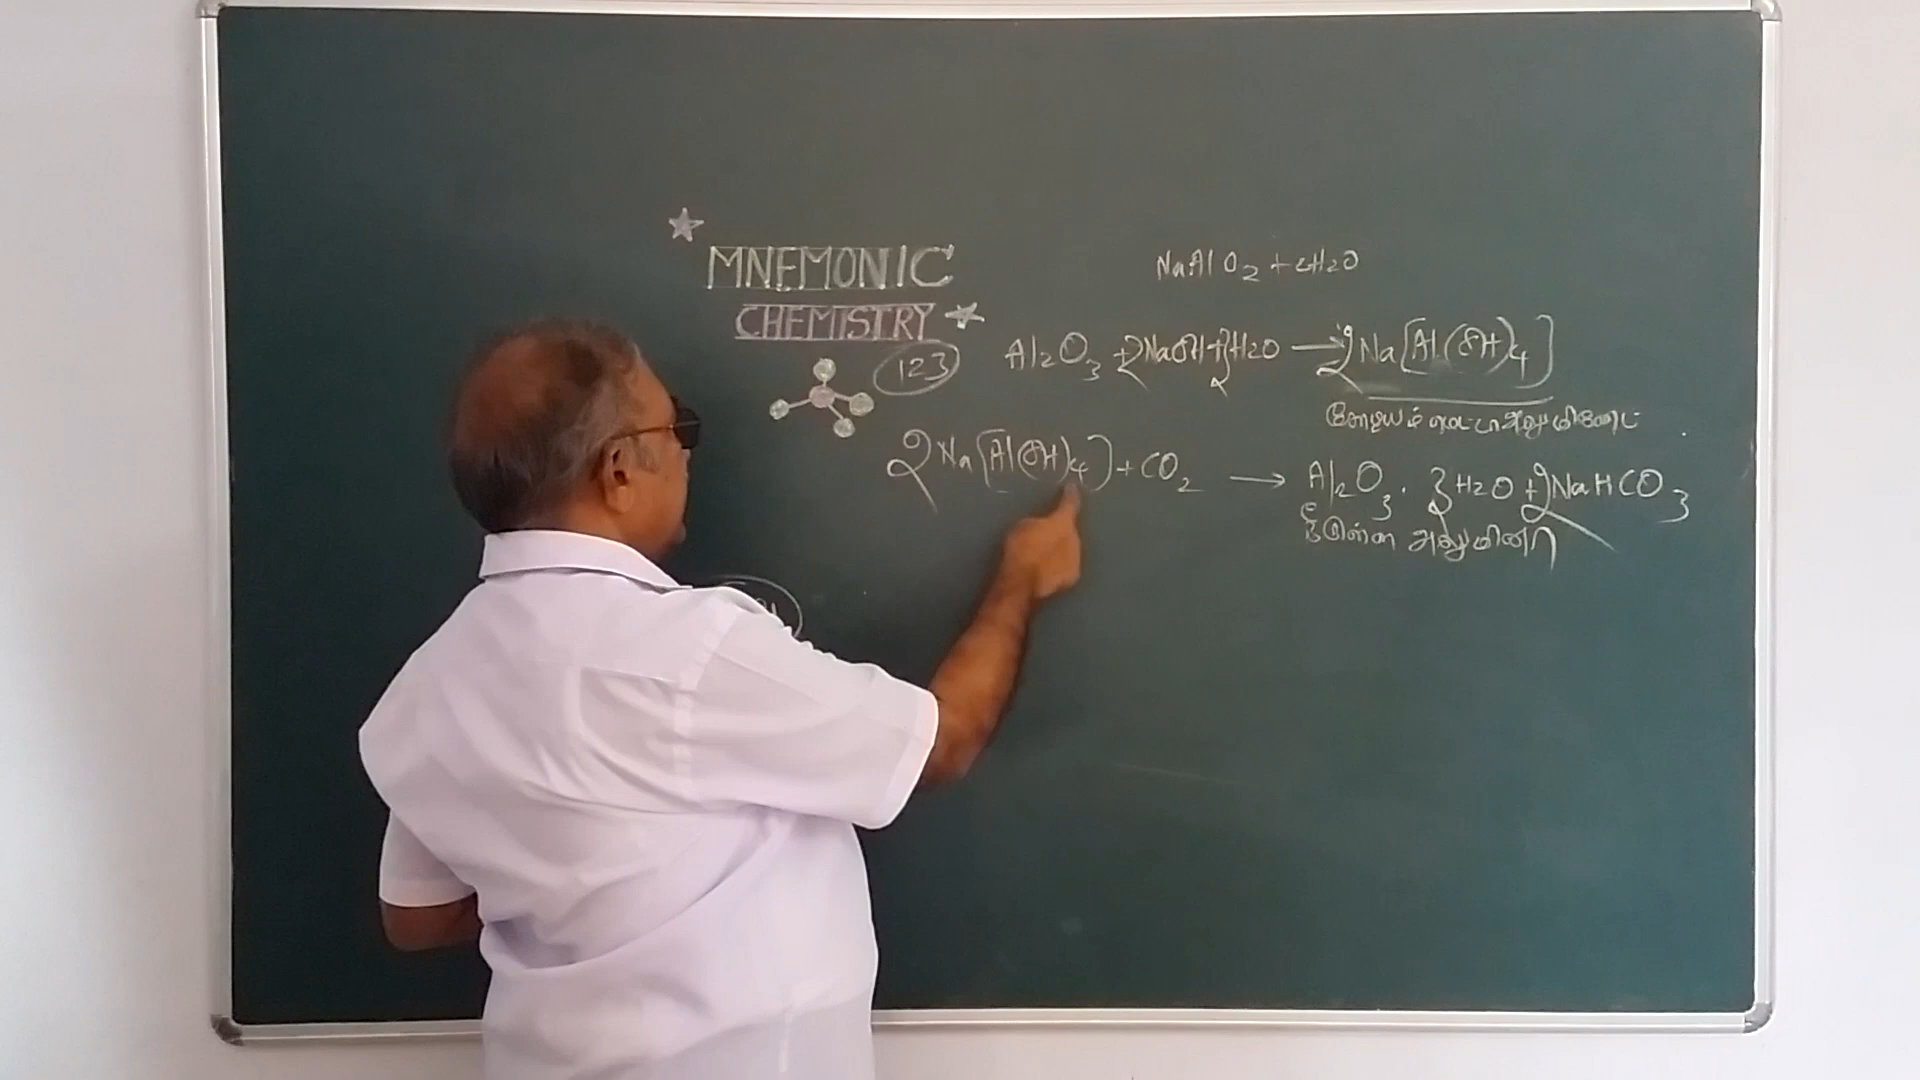 MNEMONIC
CHEMISTRY
123
NaAlO2 + 2H2O
Al2O3 + 2NaOH + 3H2O → 2Na[Al(OH)4]
2Na[Al(OH)4] + CO2 → Al2O3 . 3H2O + 2NaHCO3
நீரேறிய அலுமினா